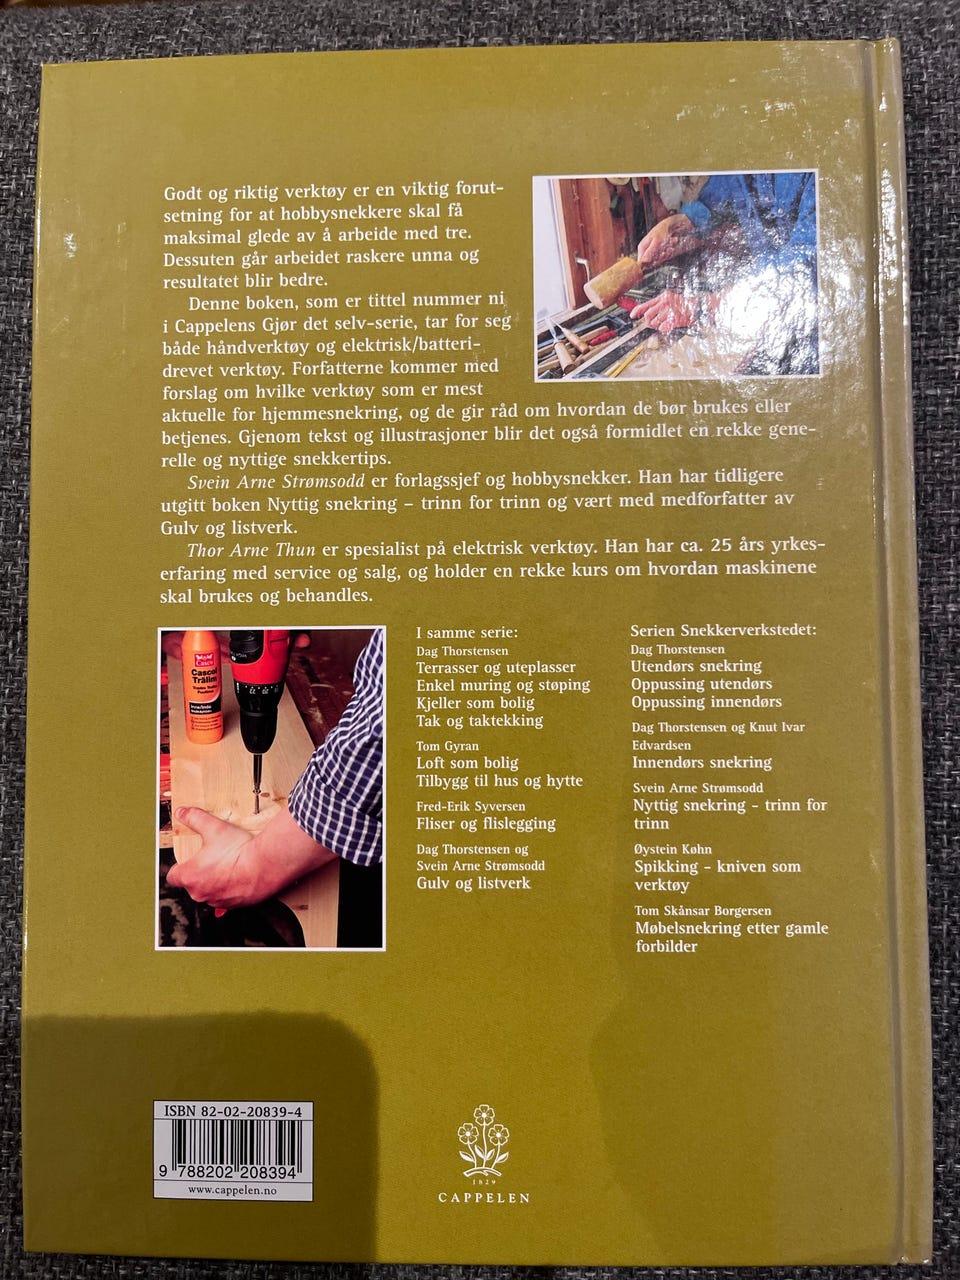 Godt og riktig verktøy er en viktig forut-
setning for at hobbysnekkere skal få
maksimal glede av å arbeide med tre.
Dessuten går arbeidet raskere unna og
resultatet blir bedre.
Denne boken, som er tittel nummer ni
i Cappelens Gjør det selv-serie, tar for seg
både håndverktøy og elektrisk/batteri-
drevet verktøy. Forfatterne kommer med
forslag om hvilke verktøy som er mest
aktuelle for hjemmesnekring, og de gir råd om hvordan de bør brukes eller
betjenes. Gjenom tekst og illustrasjoner blir det også formidlet en rekke gene-
relle og nyttige snekkertips.
Svein Arne Strømsodd er forlagssjef og hobbysnekker. Han har tidligere
utgitt boken Nyttig snekring – trinn for trinn og vært med medforfatter av
Gulv og listverk.
Thor Arne Thun er spesialist på elektrisk verktøy. Han har ca. 25 års yrkes-
erfaring med service og salg, og holder en rekke kurs om hvordan maskinene
skal brukes og behandles.
Casco
Cascol
Trälim
I samme serie:
Dag Thorstensen
Terrasser og uteplasser
Enkel muring og støping
Kjeller som bolig
Tak og taktekking
Tom Gyran
Loft som bolig
Tilbygg til hus og hytte
Fred-Erik Syversen
Fliser og flislegging
Dag Thorstensen og
Svein Arne Strømsodd
Gulv og listverk
Serien Snekkerverkstedet:
Dag Thorstensen
Utendørs snekring
Oppussing utendørs
Oppussing innendørs
Dag Thorstensen og Knut Ivar
Edvardsen
Innendørs snekring
Svein Arne Strømsodd
Nyttig snekring – trinn for
trinn
Øystein Køhn
Spikking – kniven som
verktøy
Tom Skånsar Borgersen
Møbelsnekring etter gamle
forbilder
ISBN 82-02-20839-4
9 788202 208394
www.cappelen.no
1829
CAPPELEN